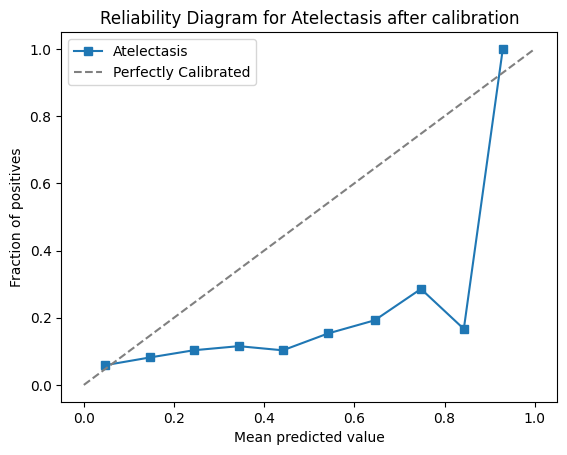 Reliability Diagram for Atelectasis after calibration
Atelectasis
Perfectly Calibrated
Fraction of positives
1.0
0.8
0.6
0.4
0.2
0.0
0.0 0.2 0.4 0.6 0.8 1.0
Mean predicted value